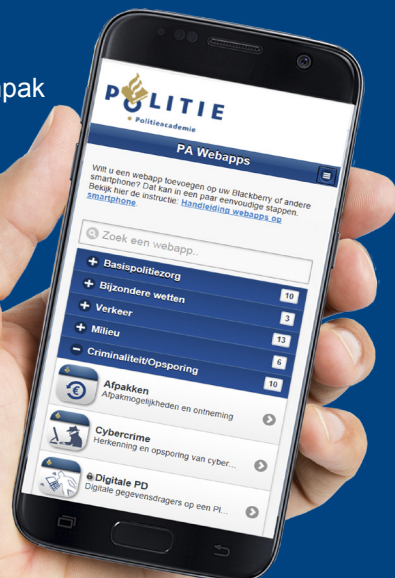 pak
POLITIE
Politieacademie
PA Webapps
Wilt u een webapp toevoegen op uw Blackberry of andere
smartphone? Dat kan in een paar eenvoudige stappen.
Bekijk hier de instructie: Handleiding webapps op
smartphone.
Zoek een webapp..
Basispolitiezorg 10
Bijzondere wetten 3
Verkeer 13
Milieu 6
Criminaliteit/Opsporing 10
Afpakken
Afpakmogelijkheden en ontneming
Cybercrime
Herkenning en opsporing van cyber...
Digitale PD
Digitale gegevensdragers op een Pl...